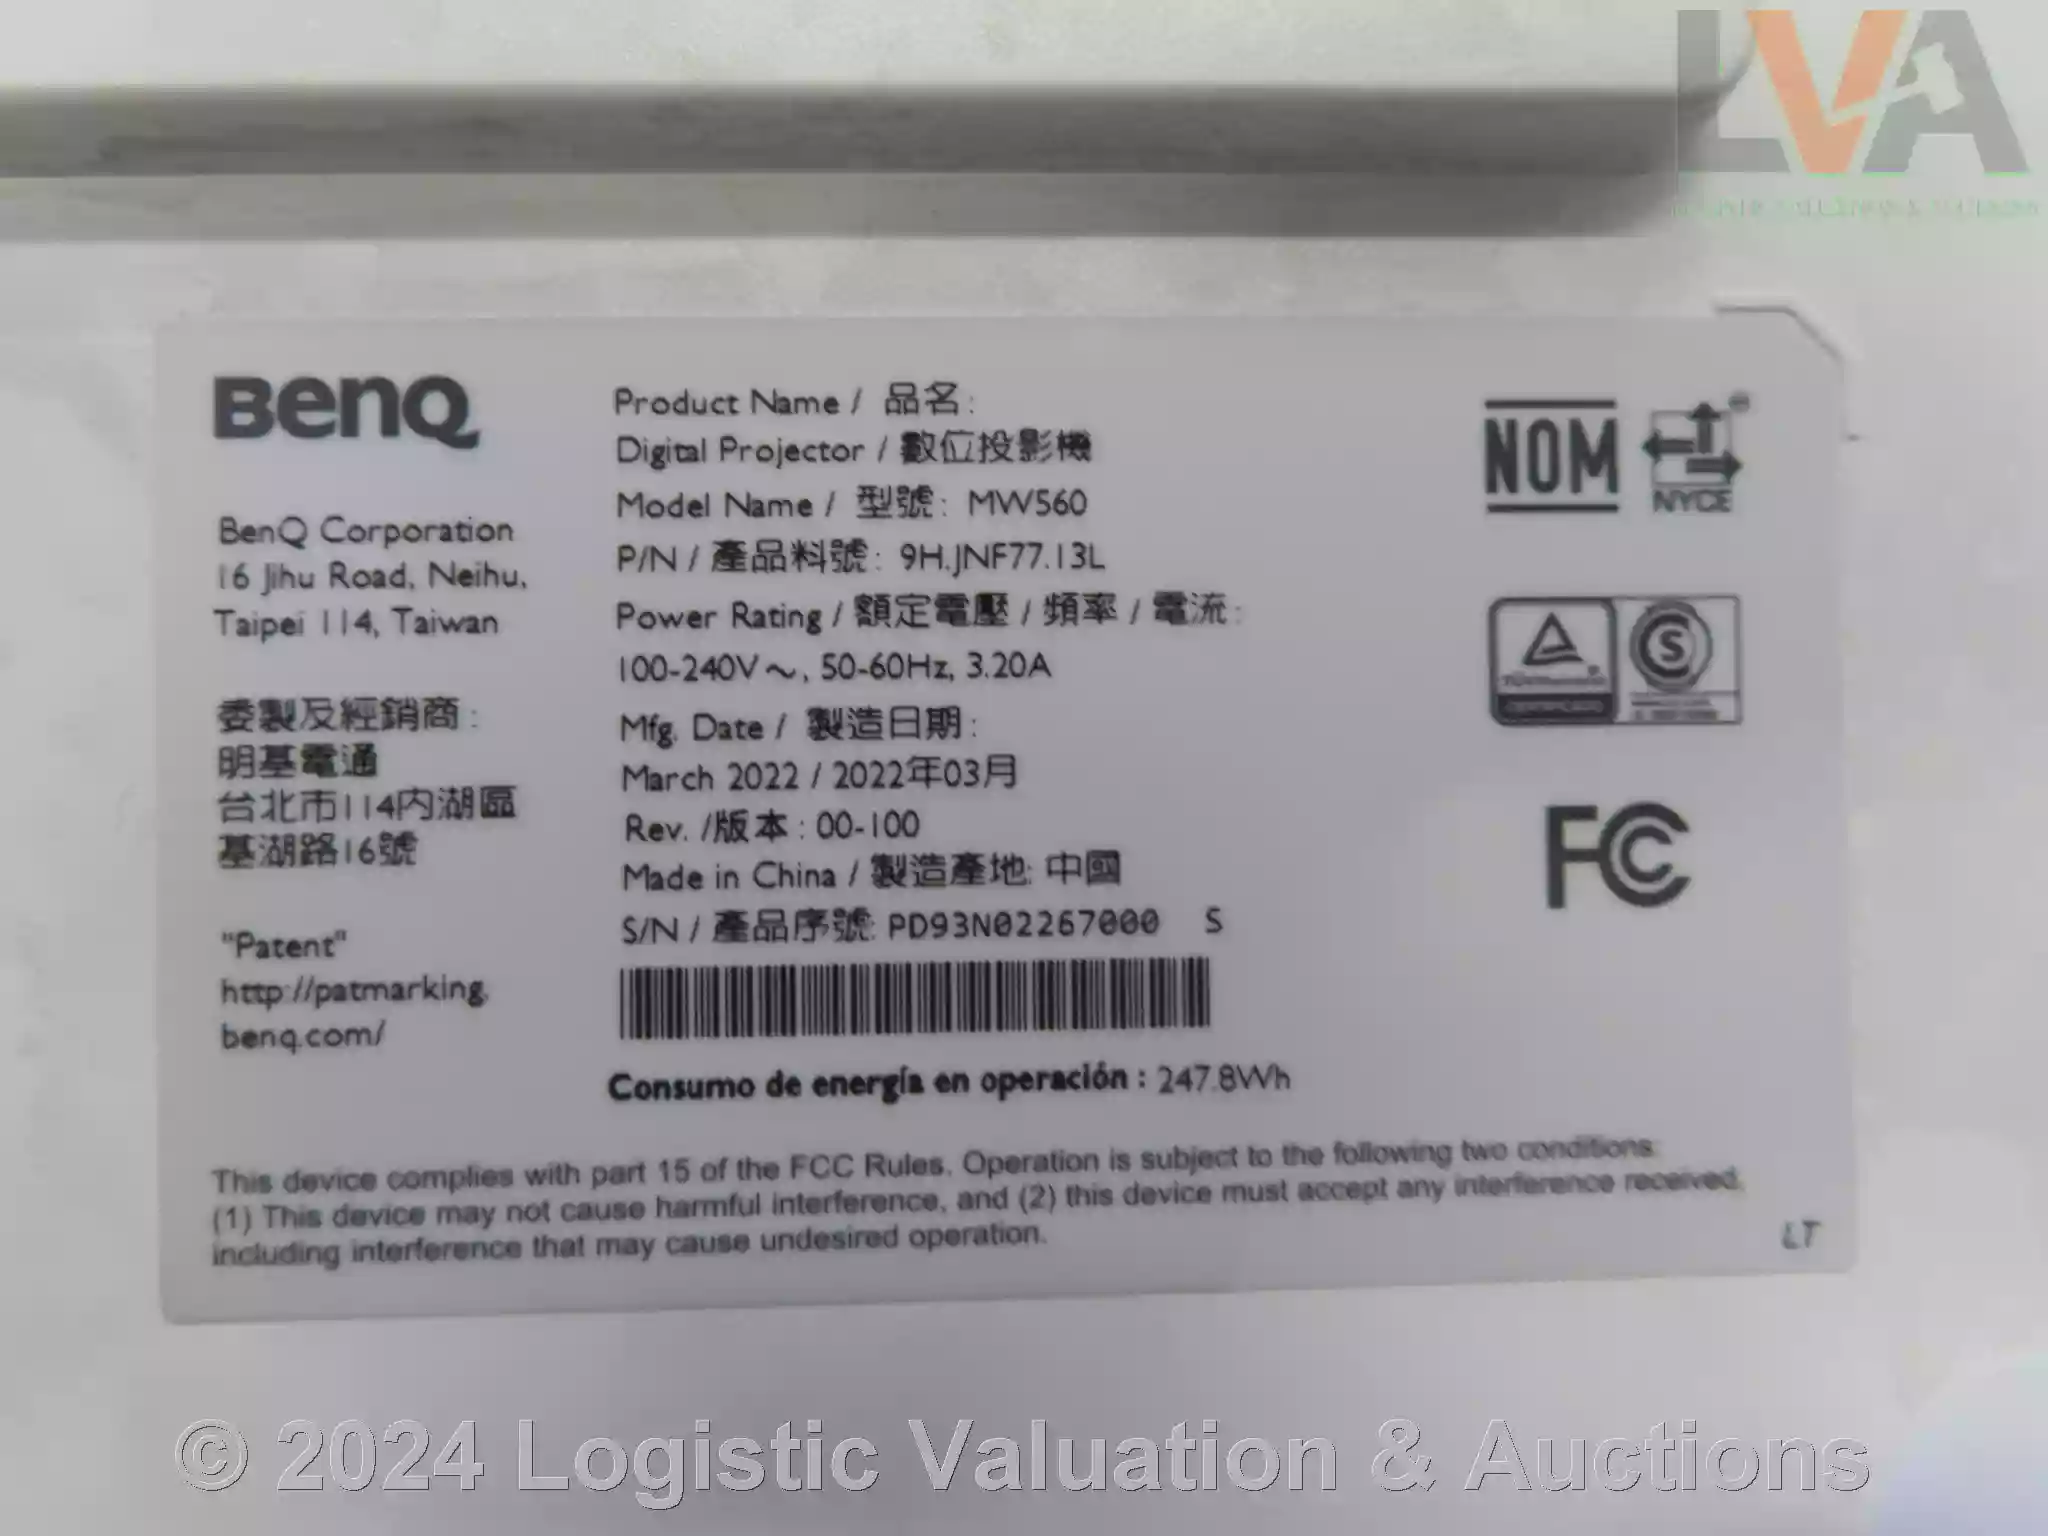 LVA
BenQ
BenQ Corporation
16 Jihu Road, Neihu,
Taipei 114, Taiwan
委製及經銷商：
明基電通
台北市114內湖區
基湖路16號
"Patent"
http://patmarking.
benq.com/
Product Name / 品名:
Digital Projector / 數位投影機
Model Name / 型號: MW560
P/N / 產品料號: 9H.JNF77.13L
Power Rating / 額定電壓 / 頻率 / 電流:
100-240V～, 50-60Hz, 3.20A
Mfg. Date / 製造日期:
March 2022 / 2022年03月
Rev. /版本 : 00-100
Made in China / 製造產地: 中國
S/N / 產品序號: PD93N02267000 S
Consumo de energía en operación : 247.8Wh
NOM
NYCE
S
FC
This device complies with part 15 of the FCC Rules. Operation is subject to the following two conditions:
(1) This device may not cause harmful interference, and (2) this device must accept any interference received,
including interference that may cause undesired operation.
LT
© 2024 Logistic Valuation & Auctions